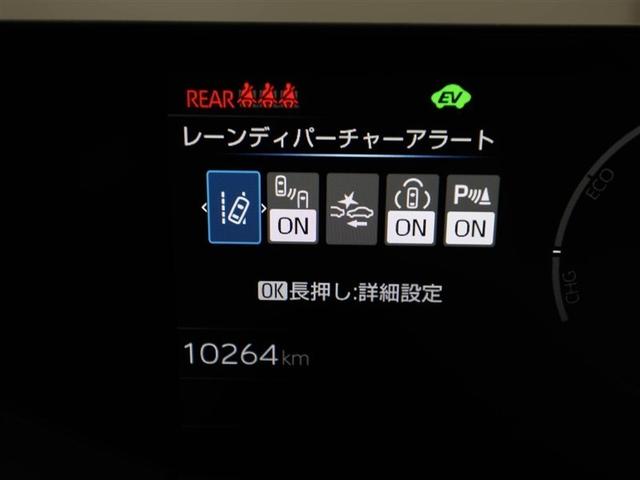 REAR EV
レーンディパーチャーアラート
P
ON ON ON
OK長押し:詳細設定
10264km
ECO
CHG